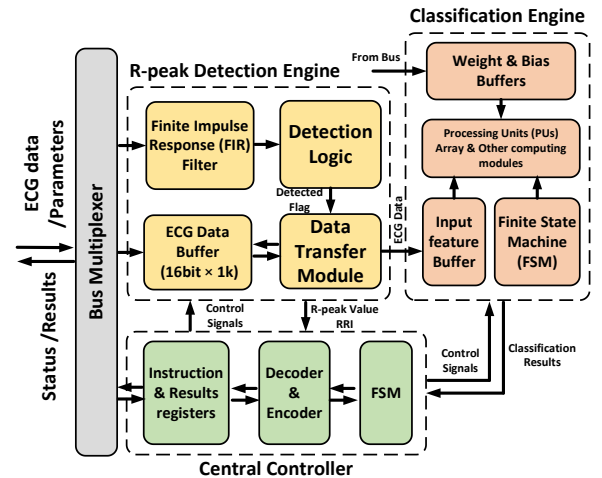 Classification Engine
From Bus
Weight & Bias
Buffers
Processing Units (PUs)
Array & Other computing
modules
Input
feature
Buffer
Finite State
Machine
(FSM)
R-peak Detection Engine
Finite Impulse
Response (FIR)
Filter
Detection
Logic
Detected
Flag
ECG Data
Buffer
(16bit × 1k)
Data
Transfer
Module
ECG Data
ECG data
/Parameters
Status /Results
Bus Multiplexer
Control
Signals
R-peak Value
RRI
Instruction
& Results
registers
Decoder
&
Encoder
FSM
Control
Signals
Classification
Results
Central Controller